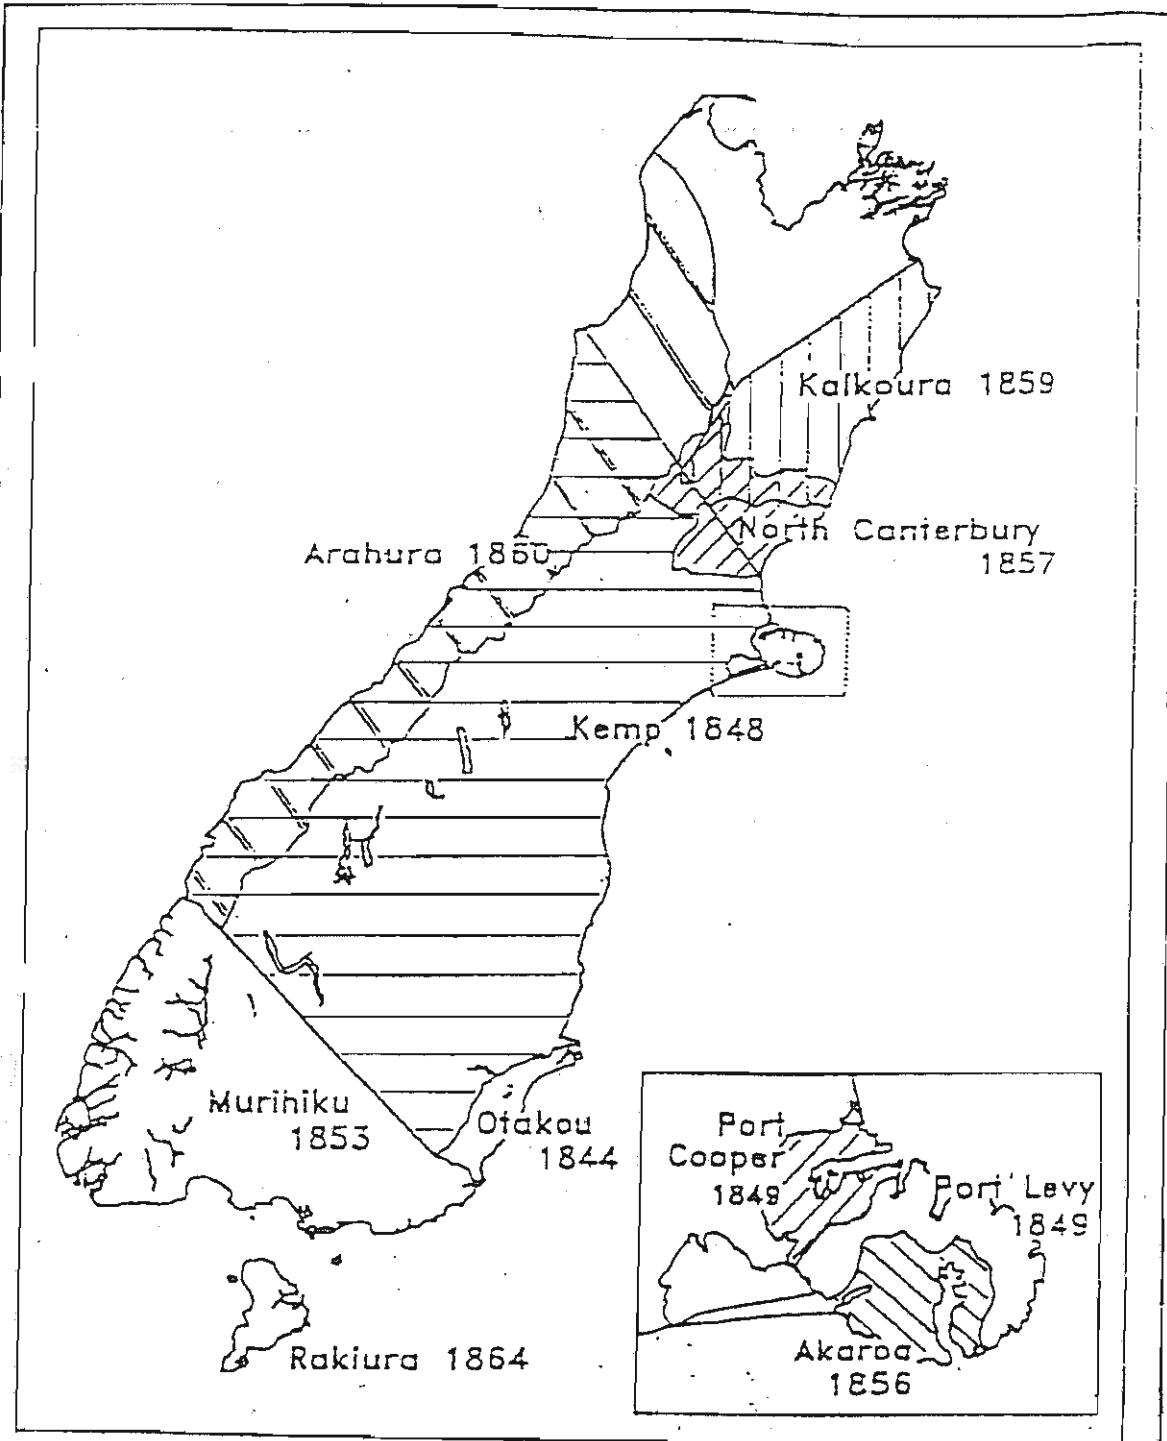 Kaikoura 1859
North Canterbury
1857
Arahura 1860
Kemp 1848
Murihiku
1853
Otakou
1844
Rakiura 1864
Port
Cooper
1849
Port Levy
1849
Akaroa
1856